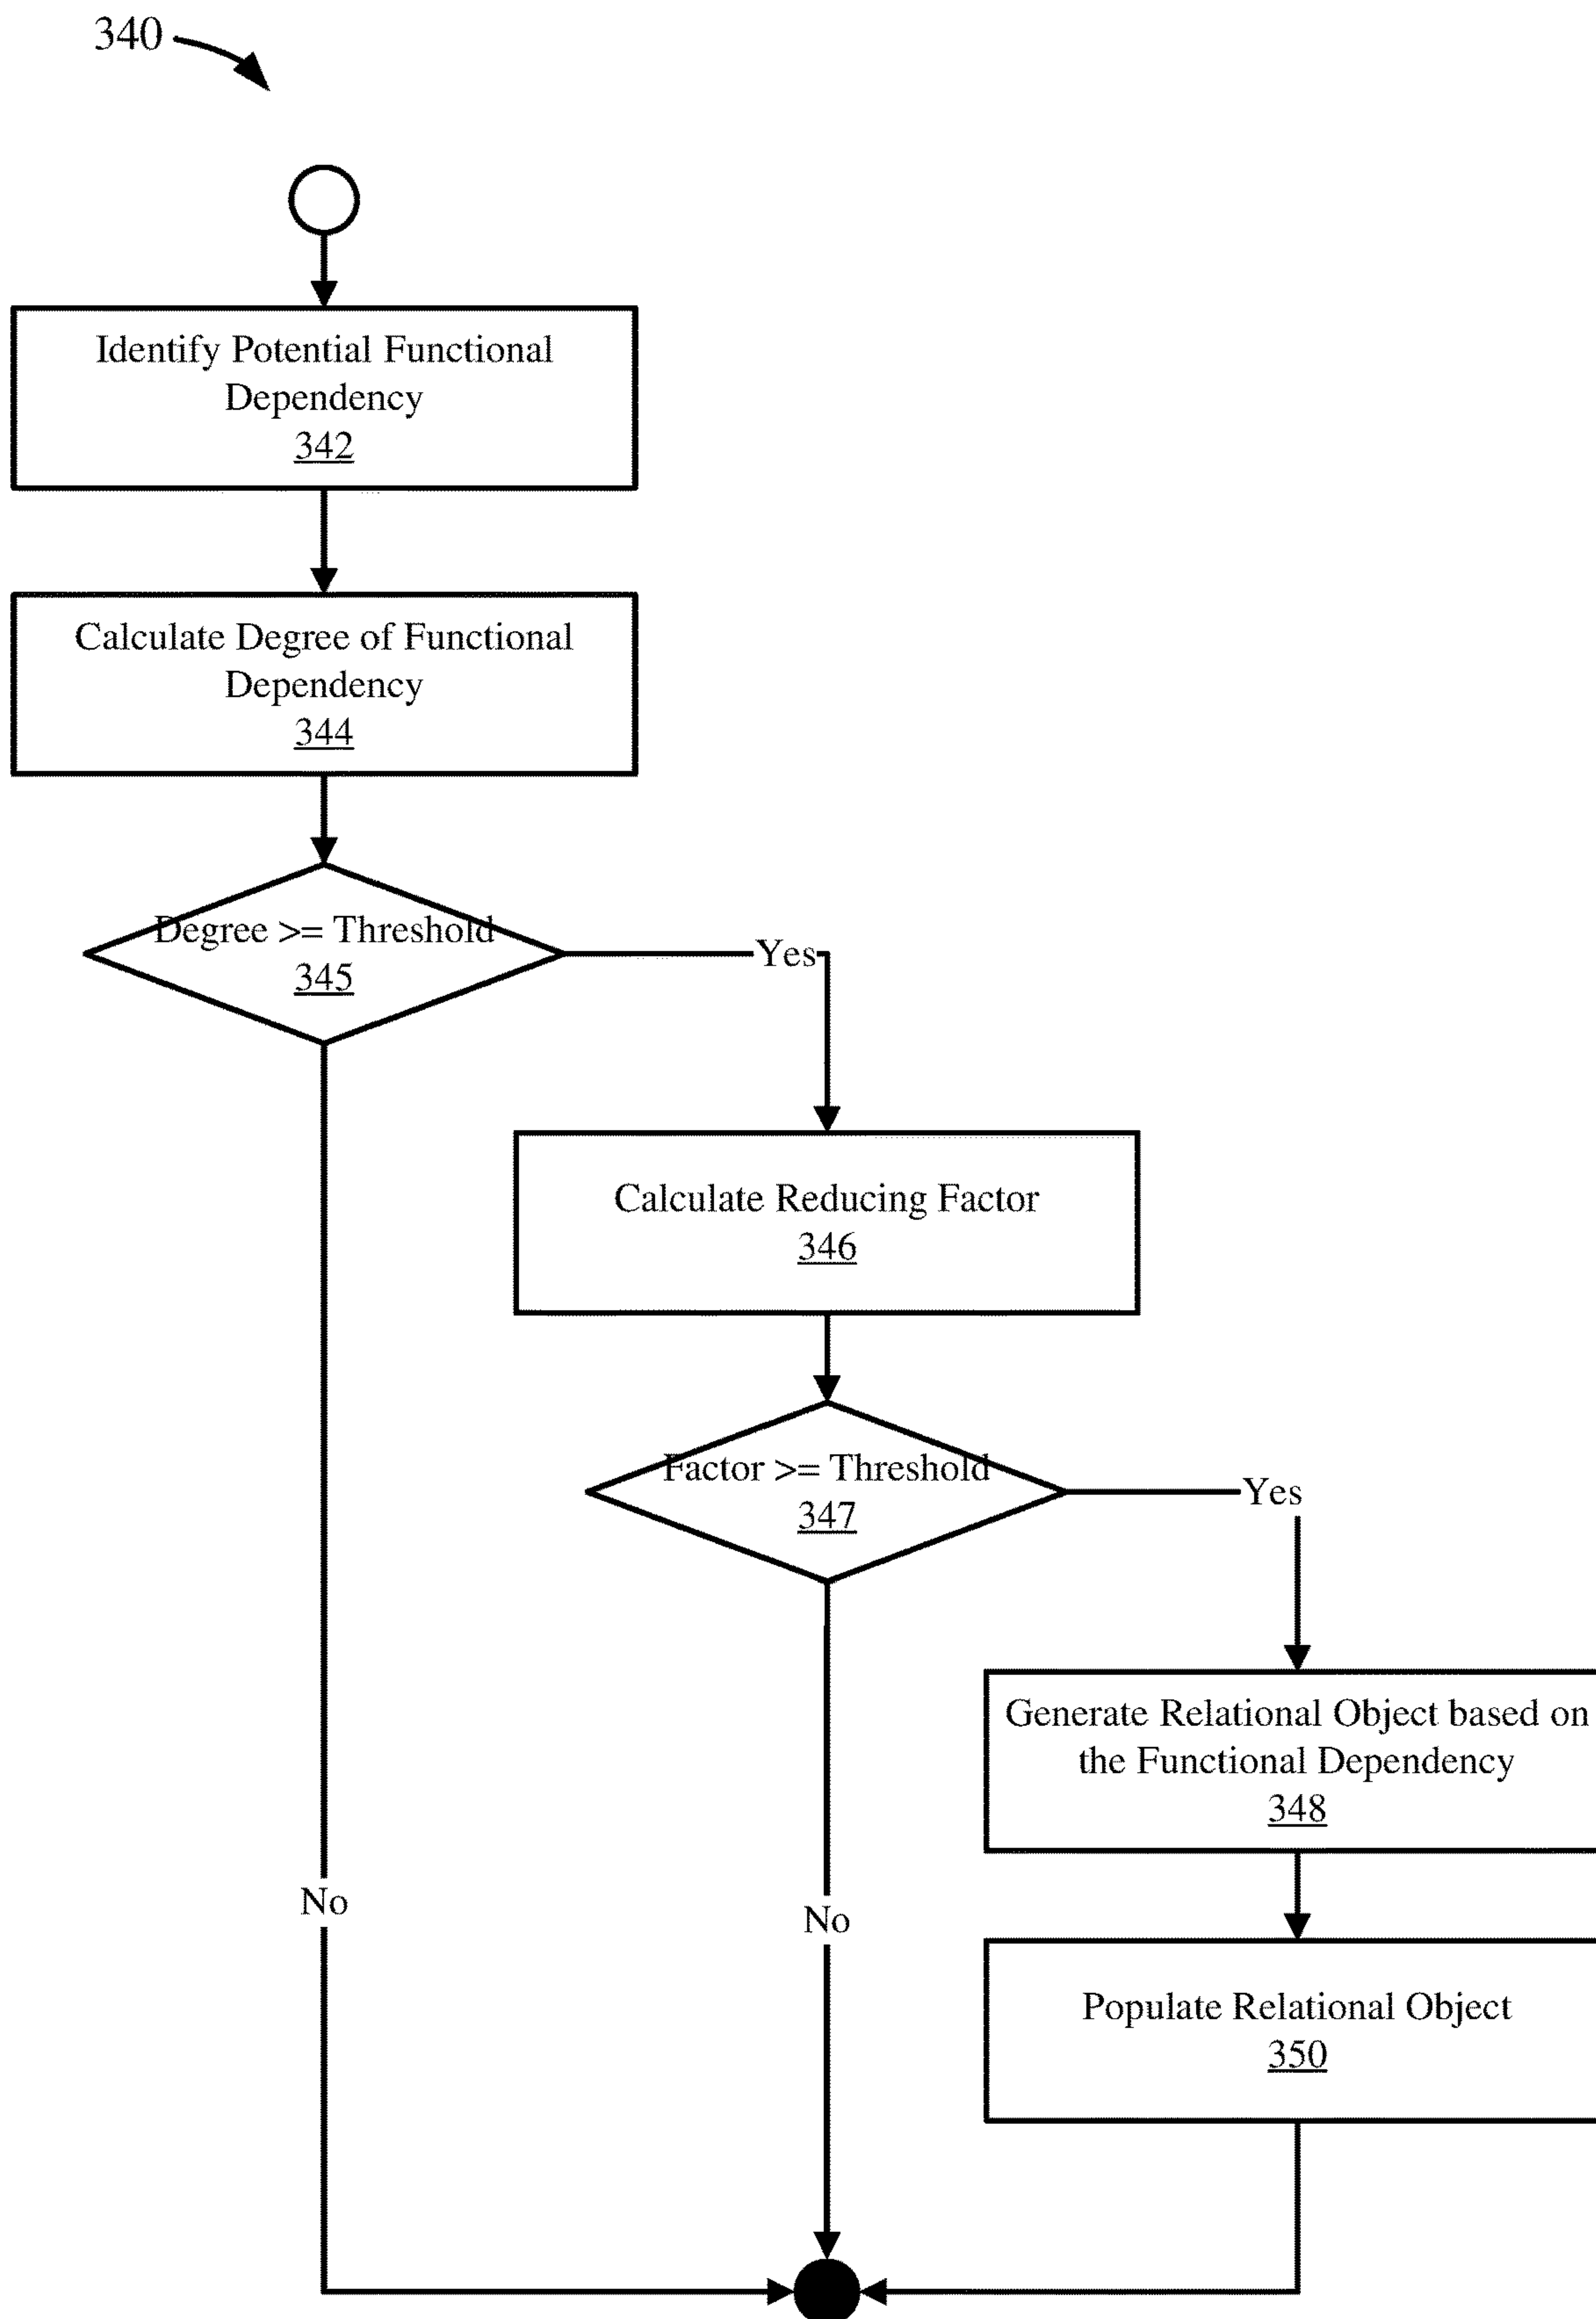 340
Identify Potential Functional
Dependency
342
Calculate Degree of Functional
Dependency
344
Degree >= Threshold
345
Yes
Calculate Reducing Factor
346
Factor >= Threshold
347
Yes
Generate Relational Object based on
the Functional Dependency
348
No
No
Populate Relational Object
350